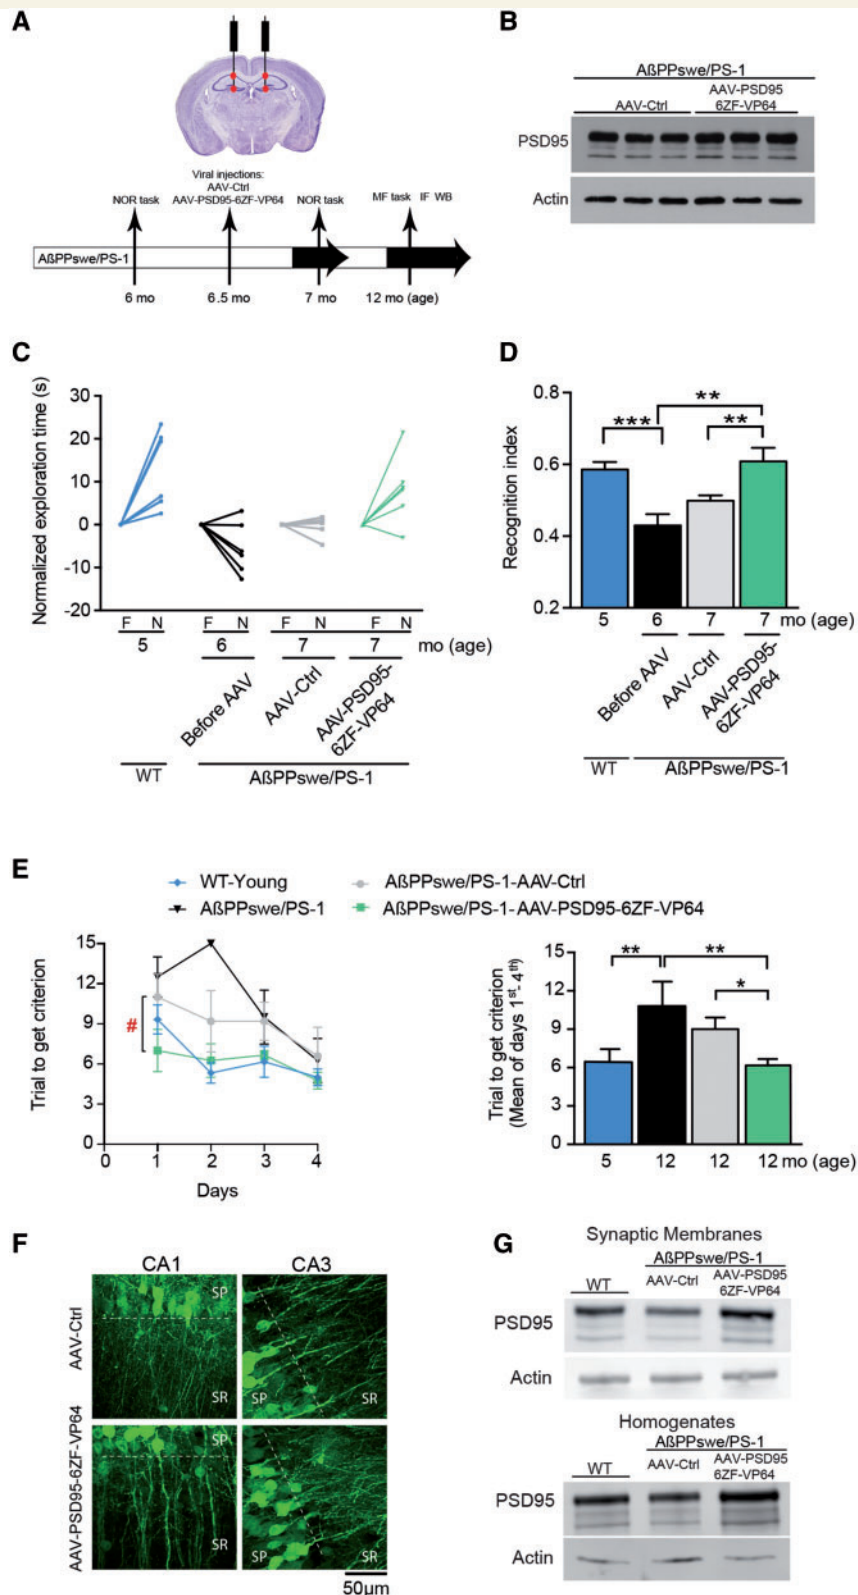 A
Viral injections:
AAV-Ctrl
AAV-PSD95-6ZF-VP64
NOR task
NOR task
MF task IF WB
AßPPswe/PS-1
6 mo
6.5 mo
7 mo
12 mo (age)
B
AßPPswe/PS-1
AAV-Ctrl
AAV-PSD95
6ZF-VP64
PSD95
Actin
C
Normalized exploration time (s)
30
20
10
0
-10
-20
F N F N F N F N
5 6 7 7 mo (age)
Before AAV
AAV-Ctrl
AAV-PSD95-
6ZF-VP64
WT
AßPPswe/PS-1
D
Recognition index
0.8
0.6
0.4
0.2
***
**
**
5 6 7 7 mo (age)
Before AAV
AAV-Ctrl
AAV-PSD95-
6ZF-VP64
WT
AßPPswe/PS-1
E
WT-Young
AßPPswe/PS-1-AAV-Ctrl
AßPPswe/PS-1
AßPPswe/PS-1-AAV-PSD95-6ZF-VP64
Trial to get criterion
15
12
9
6
3
0
#
0 1 2 3 4
Days
Trial to get criterion
(Mean of days 1st- 4th)
15
12
9
6
3
0
**
**
*
5 12 12 12 mo (age)
F
CA1
CA3
AAV-Ctrl
SP
SR
SP
SR
AAV-PSD95-6ZF-VP64
SP
SR
SP
SR
50µm
G
Synaptic Membranes
AßPPswe/PS-1
WT
AAV-Ctrl
AAV-PSD95
6ZF-VP64
PSD95
Actin
Homogenates
AßPPswe/PS-1
WT
AAV-Ctrl
AAV-PSD95
6ZF-VP64
PSD95
Actin